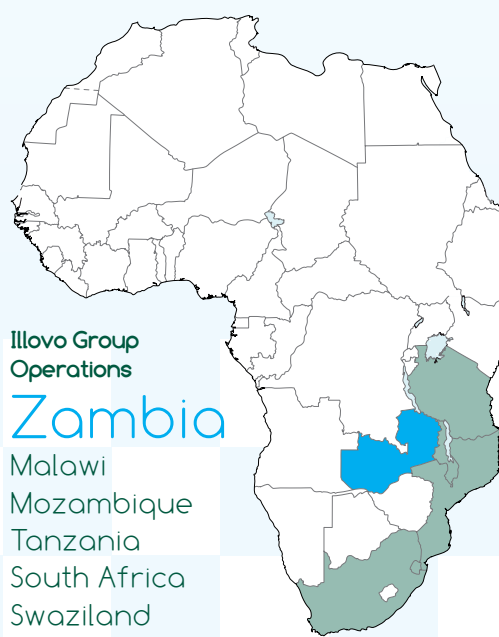 Illovo Group
Operations
Zambia
Malawi
Mozambique
Tanzania
South Africa
Swaziland